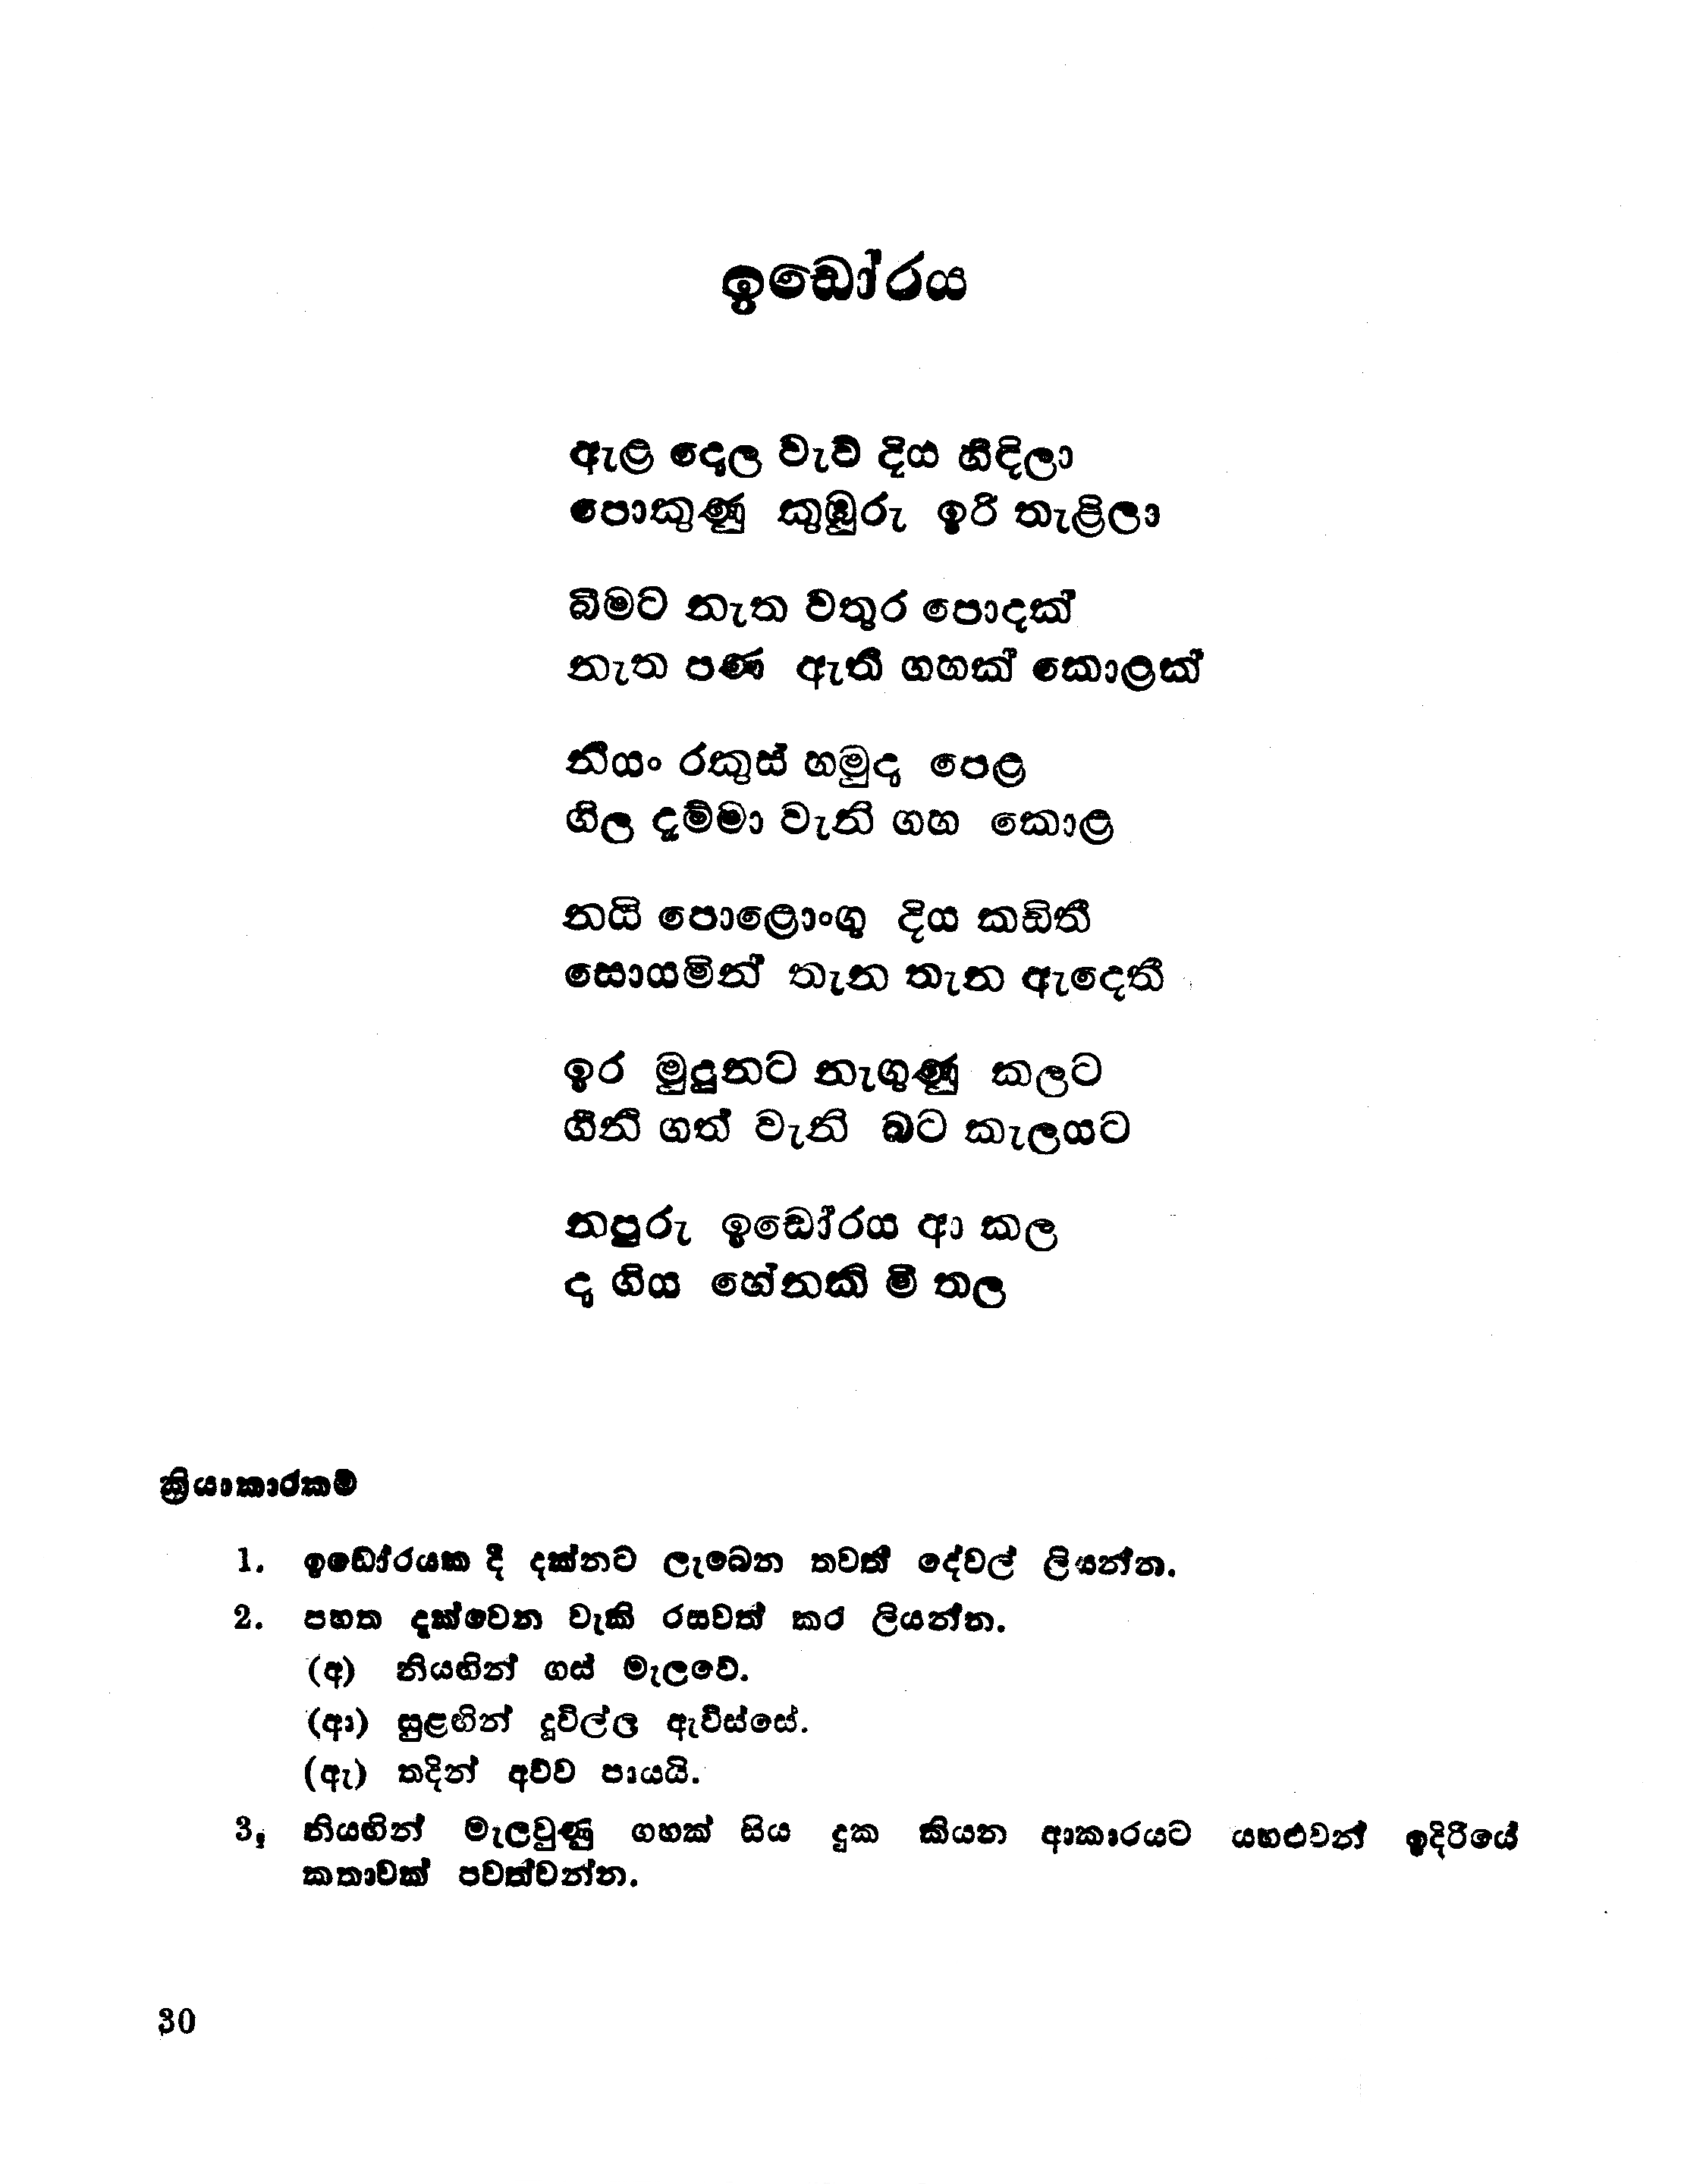 ඉඩෝරය
ඇළ දොල වැව් දිය හිඳිලා
පොකුණු කුඹුරු ඉරි තැළිලා
බීමට නැත වතුර පොදක්
නැත පණ ඇති ගහක් කොළක්
නියං රකුස් හමුදා පෙළ
ගිල දැම්මා වැනි ගහ කොළ
නයි පොළොංගු දිය කඩිති
සොයමින් තැන තැන ඇදෙති
ඉර මුදුනට නැගුණු කලට
ගිනි ගත් වැනි බට කැලයට
නපුරු ඉඩෝරය ආ කල
දා ගිය හේනකි මි තල
ක්‍රියාකාරකම්
1. ඉඩෝරයක දී දක්නට ලැබෙන තවත් දේවල් ලියන්න.
2. පහත දැක්වෙන වැකි රසවත් කර ලියන්න.
(අ) නියඟින් ගස් මැලවේ.
(ආ) සුළඟින් දූවිල්ල ඇවිස්සේ.
(ඇ) තදින් අව්ව පායයි.
3. නියඟින් මැලවුණු ගහක් සිය දුක කියන ආකාරයට යහළුවන් ඉදිරියේ
කතාවක් පවත්වන්න.
30